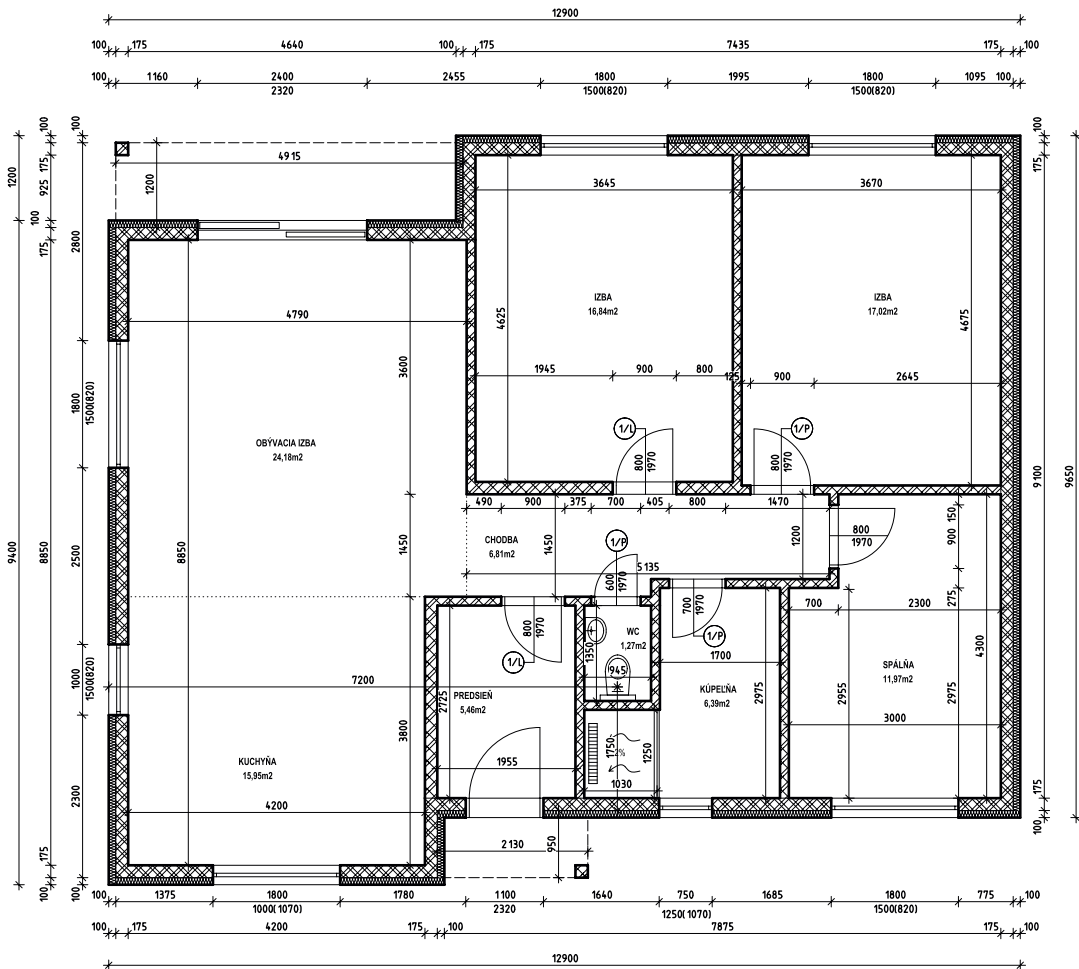 12900
100 175 4640 100 175 7435 175 100
100 1160 2400 2455 1800 1995 1800 1095 100
2320 1500(820) 1500(820)
100
1200 175 925 100 175
100
175
4915
1200
3645 3670
2800
4790
4625
3600
IZBA
16,84m2
IZBA
17,02m2
4675
1945 900 800 125 900 2645
1800
1500(820)
OBÝVACIA IZBA
24,18m2
1/L
800
1970
1/P
800
1970
9100
9650
490 900 375 700 405 800 1470
150
900
275
9400
8850
2500
8850
1450
CHODBA
6,81m2
1450
1/P
600
1970
5135
1200
800
1970
700
1970
1/P
700 2300
1000
1500(820)
800
1970
1/L
WC
1,27m2
1350
945
1700
4300
SPÁLŇA
11,97m2
7200
PREDSIEŇ
5,46m2
2725
KÚPEĽŇA
6,39m2
2975
2955
2975
3000
3800
KUCHYŇA
15,95m2
1955
1750
2%
1250
1030
4200
2300
175
100
2130
950
175
100
100 1375 1800 1780 1100 1640 750 1685 1800 775 100
1000(1070) 2320 1250(1070) 1500(820)
100 175 4200 175 100 7875 175 100
12900